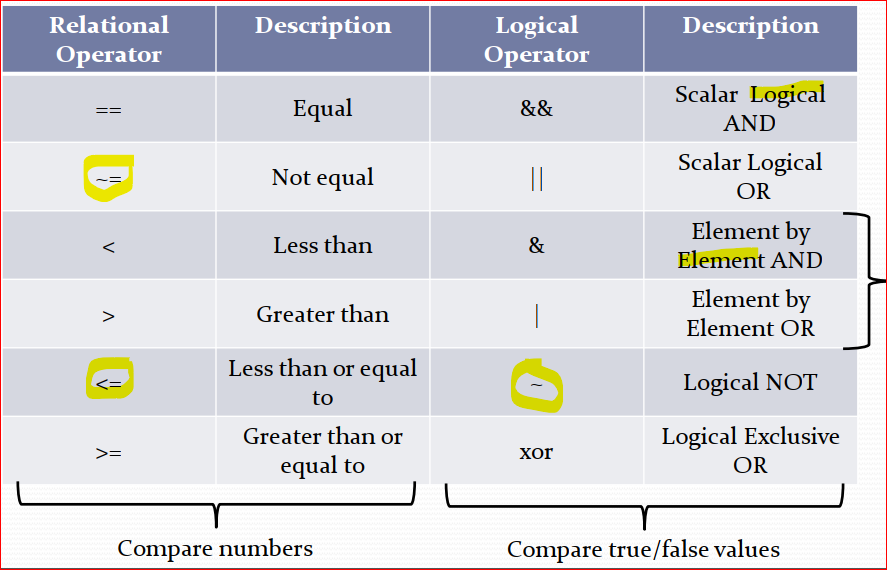 Relational
Operator
Description
Logical
Operator
Description
==
Equal
&&
Scalar Logical
AND
~=
Not equal
||
Scalar Logical
OR
<
Less than
&
Element by
Element AND
>
Greater than
|
Element by
Element OR
<=
Less than or equal
to
~
Logical NOT
>=
Greater than or
equal to
xor
Logical Exclusive
OR
Compare numbers
Compare true/false values